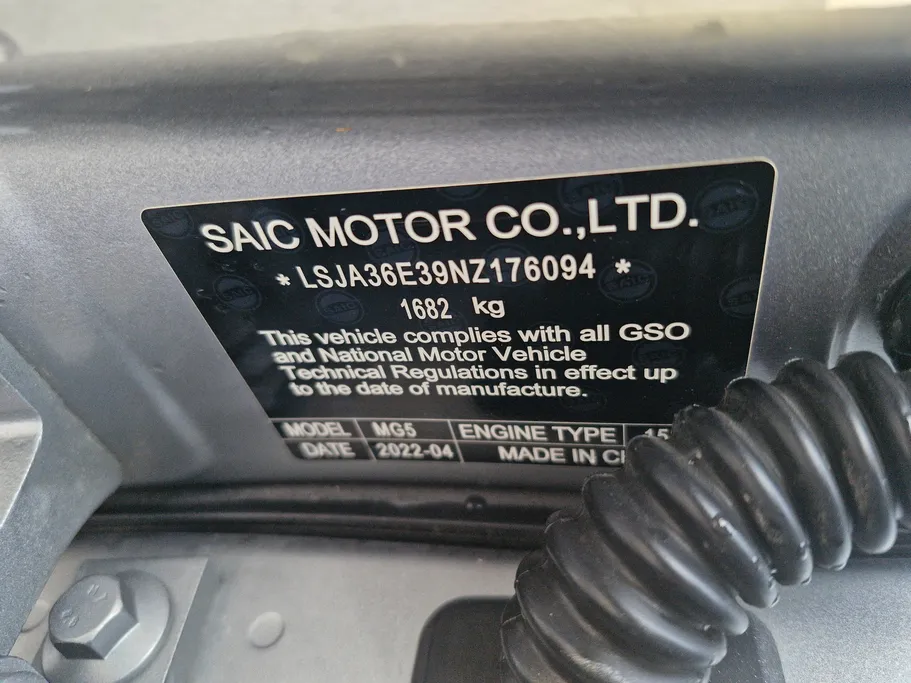 SAIC MOTOR CO.,LTD.
* LSJA36E39NZ176094 *
1682 kg
This vehicle complies with all GSO
and National Motor Vehicle
Technical Regulations in effect up
to the date of manufacture.
MODEL MG5 ENGINE TYPE 15
DATE 2022-04 MADE IN